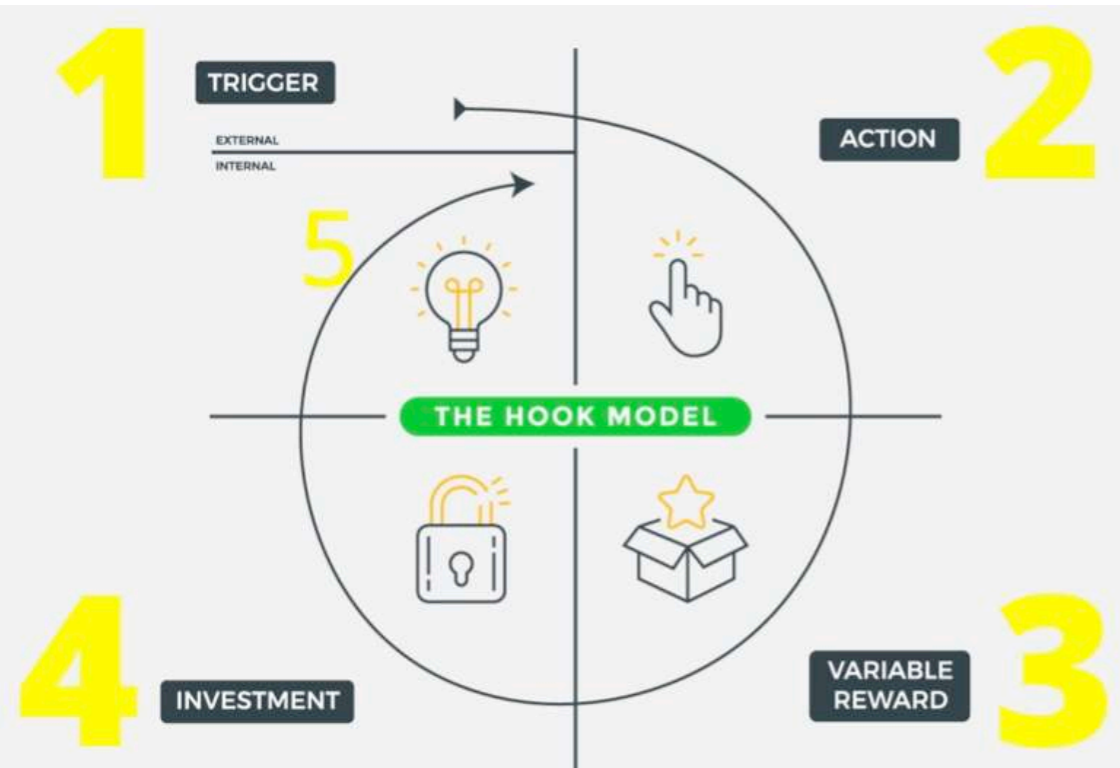 1
TRIGGER
EXTERNAL
INTERNAL
2
ACTION
5
THE HOOK MODEL
4
INVESTMENT
VARIABLE
REWARD
3